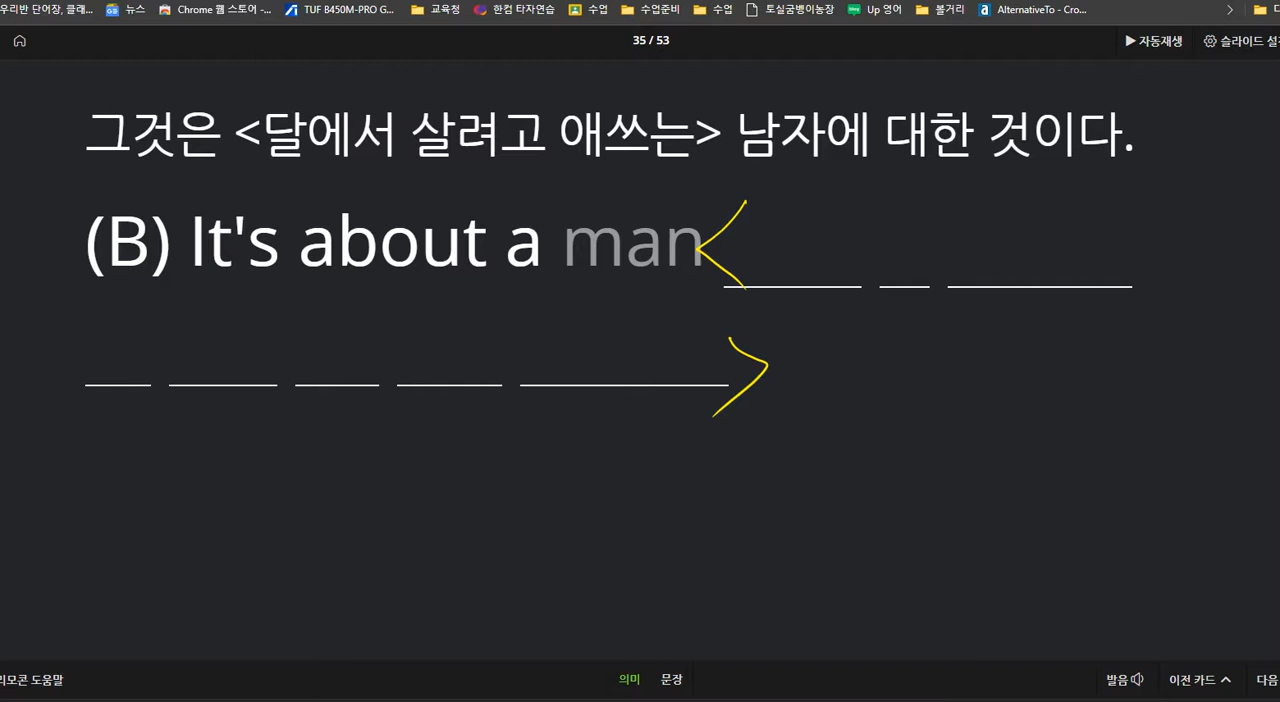 우리반 단어장, 클래... 뉴스 Chrome 웹 스토어 -... TUF B450M-PRO G... 교육청 한컴 타자연습 수업 수업준비 수업 토실굼벵이농장 Up 영어 볼거리 AlternativeTo - Cro...
35 / 53 자동재생 슬라이드 설
그것은 <달에서 살려고 애쓰는> 남자에 대한 것이다.
(B) It's about a man
리모콘 도움말 의미 문장 발음 이전 카드 다음